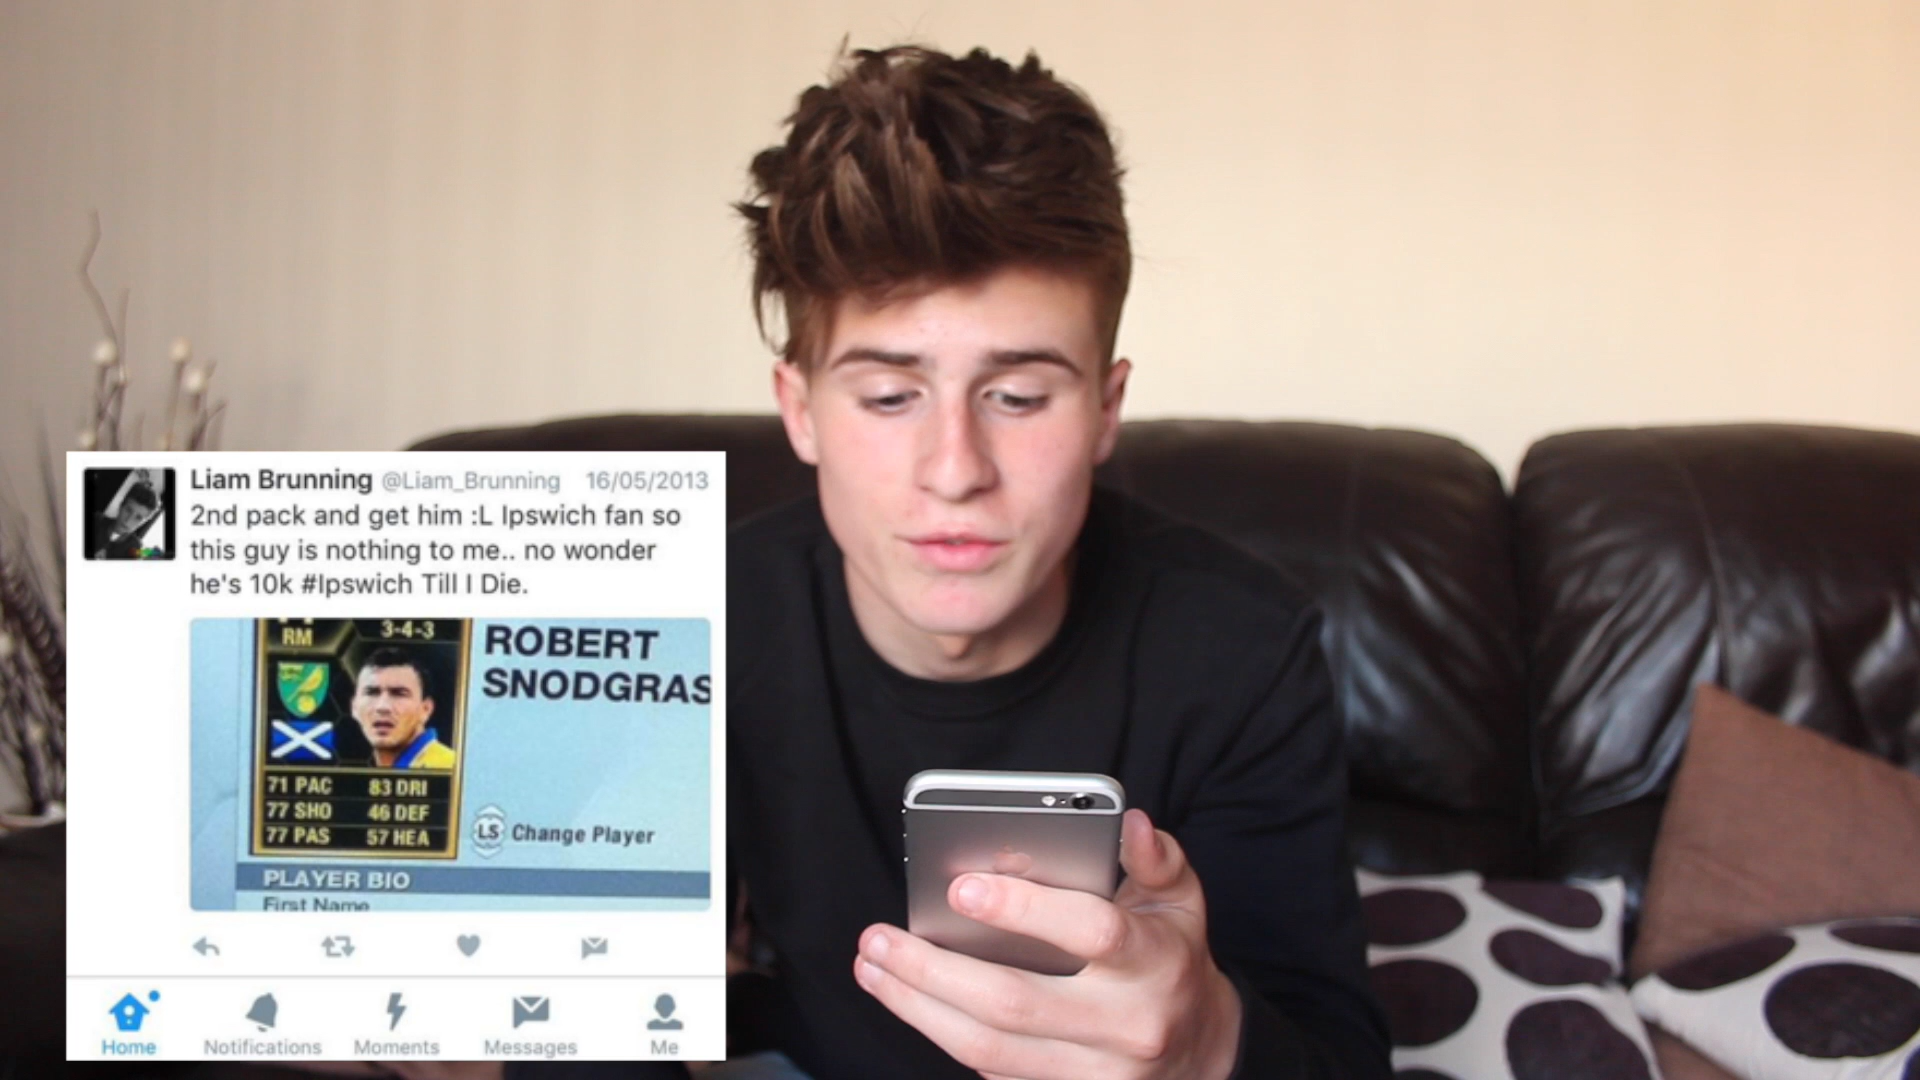 Liam Brunning @Liam_Brunning 16/05/2013
2nd pack and get him :L Ipswich fan so
this guy is nothing to me.. no wonder
he's 10k #Ipswich Till I Die.
RM 3-4-3
ROBERT
SNODGRAS
71 PAC 83 DRI
77 SHO 46 DEF
77 PAS 57 HEA
LS Change Player
PLAYER BIO
First Name
Home Notifications Moments Messages Me